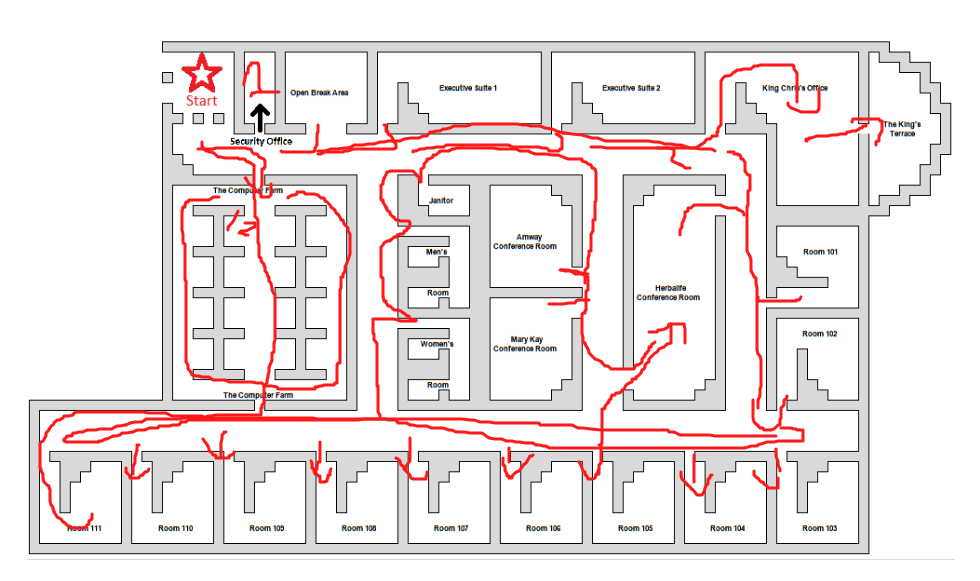 Start
Open Break Area
Executive Suite 1
Executive Suite 2
King Chris's Office
The King's
Terrace
Security Office
The Computer Farm
Janitor
Men's
Room
Women's
Room
Amway
Conference Room
Mary Kay
Conference Room
Herbalife
Conference Room
Room 101
Room 102
The Computer Farm
Room 111
Room 110
Room 109
Room 108
Room 107
Room 106
Room 105
Room 104
Room 103